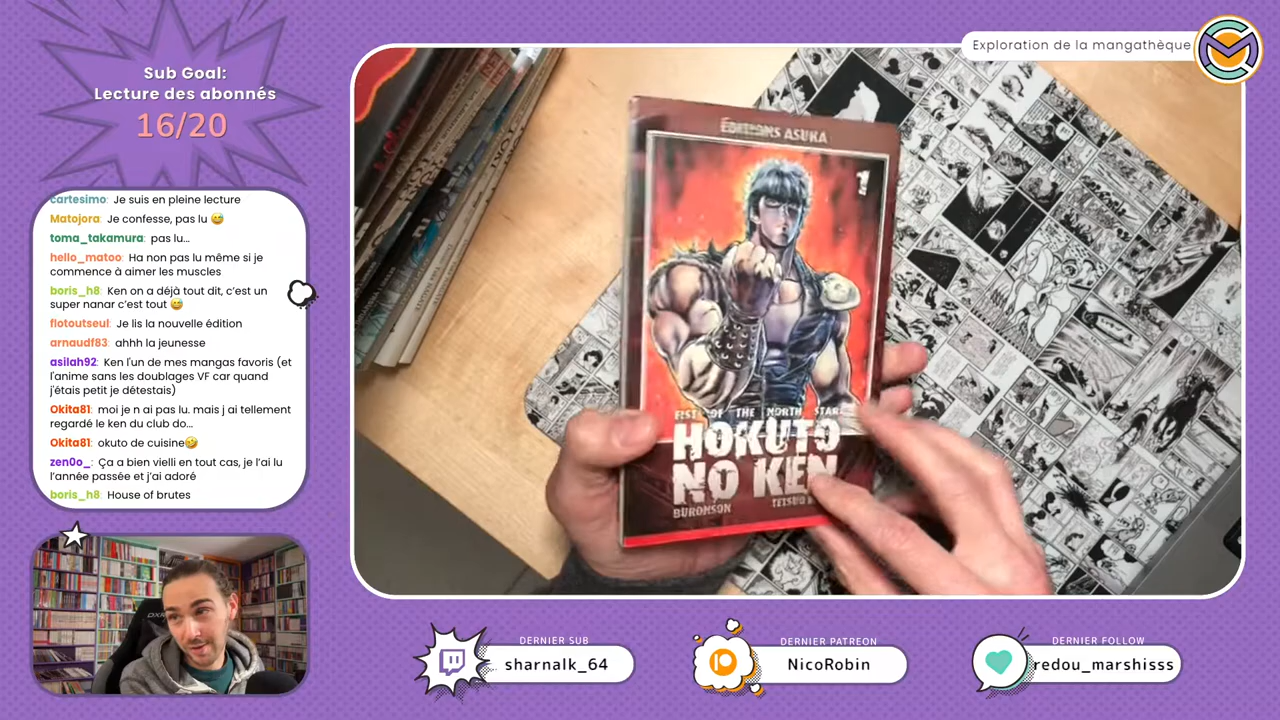 Sub Goal:
Lecture des abonnés
16/20
cartesimo: Je suis en pleine lecture
Matojora: Je confesse, pas lu 😅
toma_takamura: pas lu...
hello_matoo: Ha non pas lu même si je
commence à aimer les muscles
boris_h8: Ken on a déjà tout dit, c’est un
super nanar c’est tout 😅
flotoutseul: Je lis la nouvelle édition
arnaudf83: ahhh la jeunesse
asilah92: Ken l'un de mes mangas favoris (et
l'anime sans les doublages VF car quand
j'étais petit je détestais)
Okita81: moi je n ai pas lu. mais j ai tellement
regardé le ken du club do...
Okita81: okuto de cuisine🤣
zen0o_: Ça a bien vielli en tout cas, je l’ai lu
l’année passée et j’ai adoré
boris_h8: House of brutes
Exploration de la mangathèque
ÉDITIONS ASUKA
1
FIST OF THE NORTH STAR
HOKUTO
NO KEN
BURONSON
DERNIER SUB
sharnalk_64
DERNIER PATREON
NicoRobin
DERNIER FOLLOW
redou_marshisss